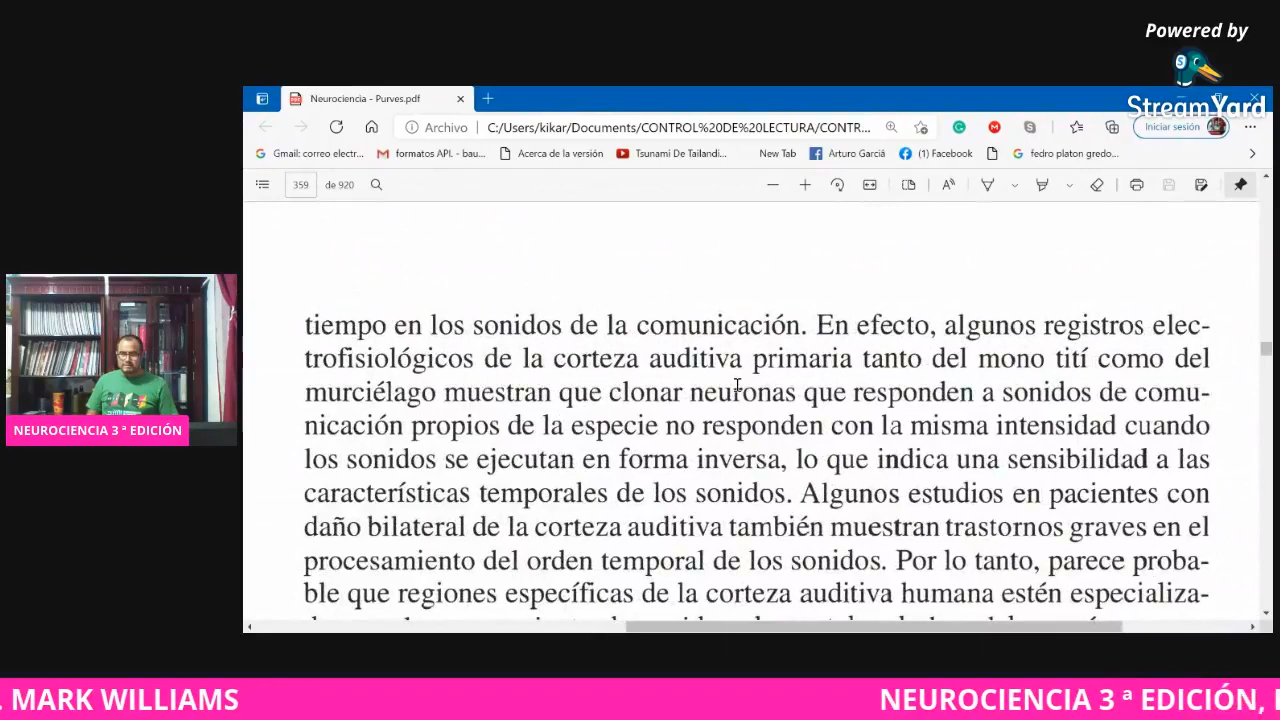 Powered by
StreamYard
Neurociencia - Purves.pdf
Archivo C:/Users/kikar/Documents/CONTROL%20DE%20LECTURA/CONTR...
Iniciar sesión
Gmail: correo electr...
formatos APL - bau...
Acerca de la versión
Tsunami De Tailandi...
New Tab
Arturo Garciá
(1) Facebook
fedro platon gredo...
359 de 920
tiempo en los sonidos de la comunicación. En efecto, algunos registros elec-
trofisiológicos de la corteza auditiva primaria tanto del mono tití como del
murciélago muestran que clonar neuronas que responden a sonidos de comu-
nicación propios de la especie no responden con la misma intensidad cuando
los sonidos se ejecutan en forma inversa, lo que indica una sensibilidad a las
características temporales de los sonidos. Algunos estudios en pacientes con
daño bilateral de la corteza auditiva también muestran trastornos graves en el
procesamiento del orden temporal de los sonidos. Por lo tanto, parece proba-
ble que regiones específicas de la corteza auditiva humana estén especializa-
NEUROCIENCIA 3 ª EDICIÓN
. MARK WILLIAMS
NEUROCIENCIA 3 ª EDICIÓN,